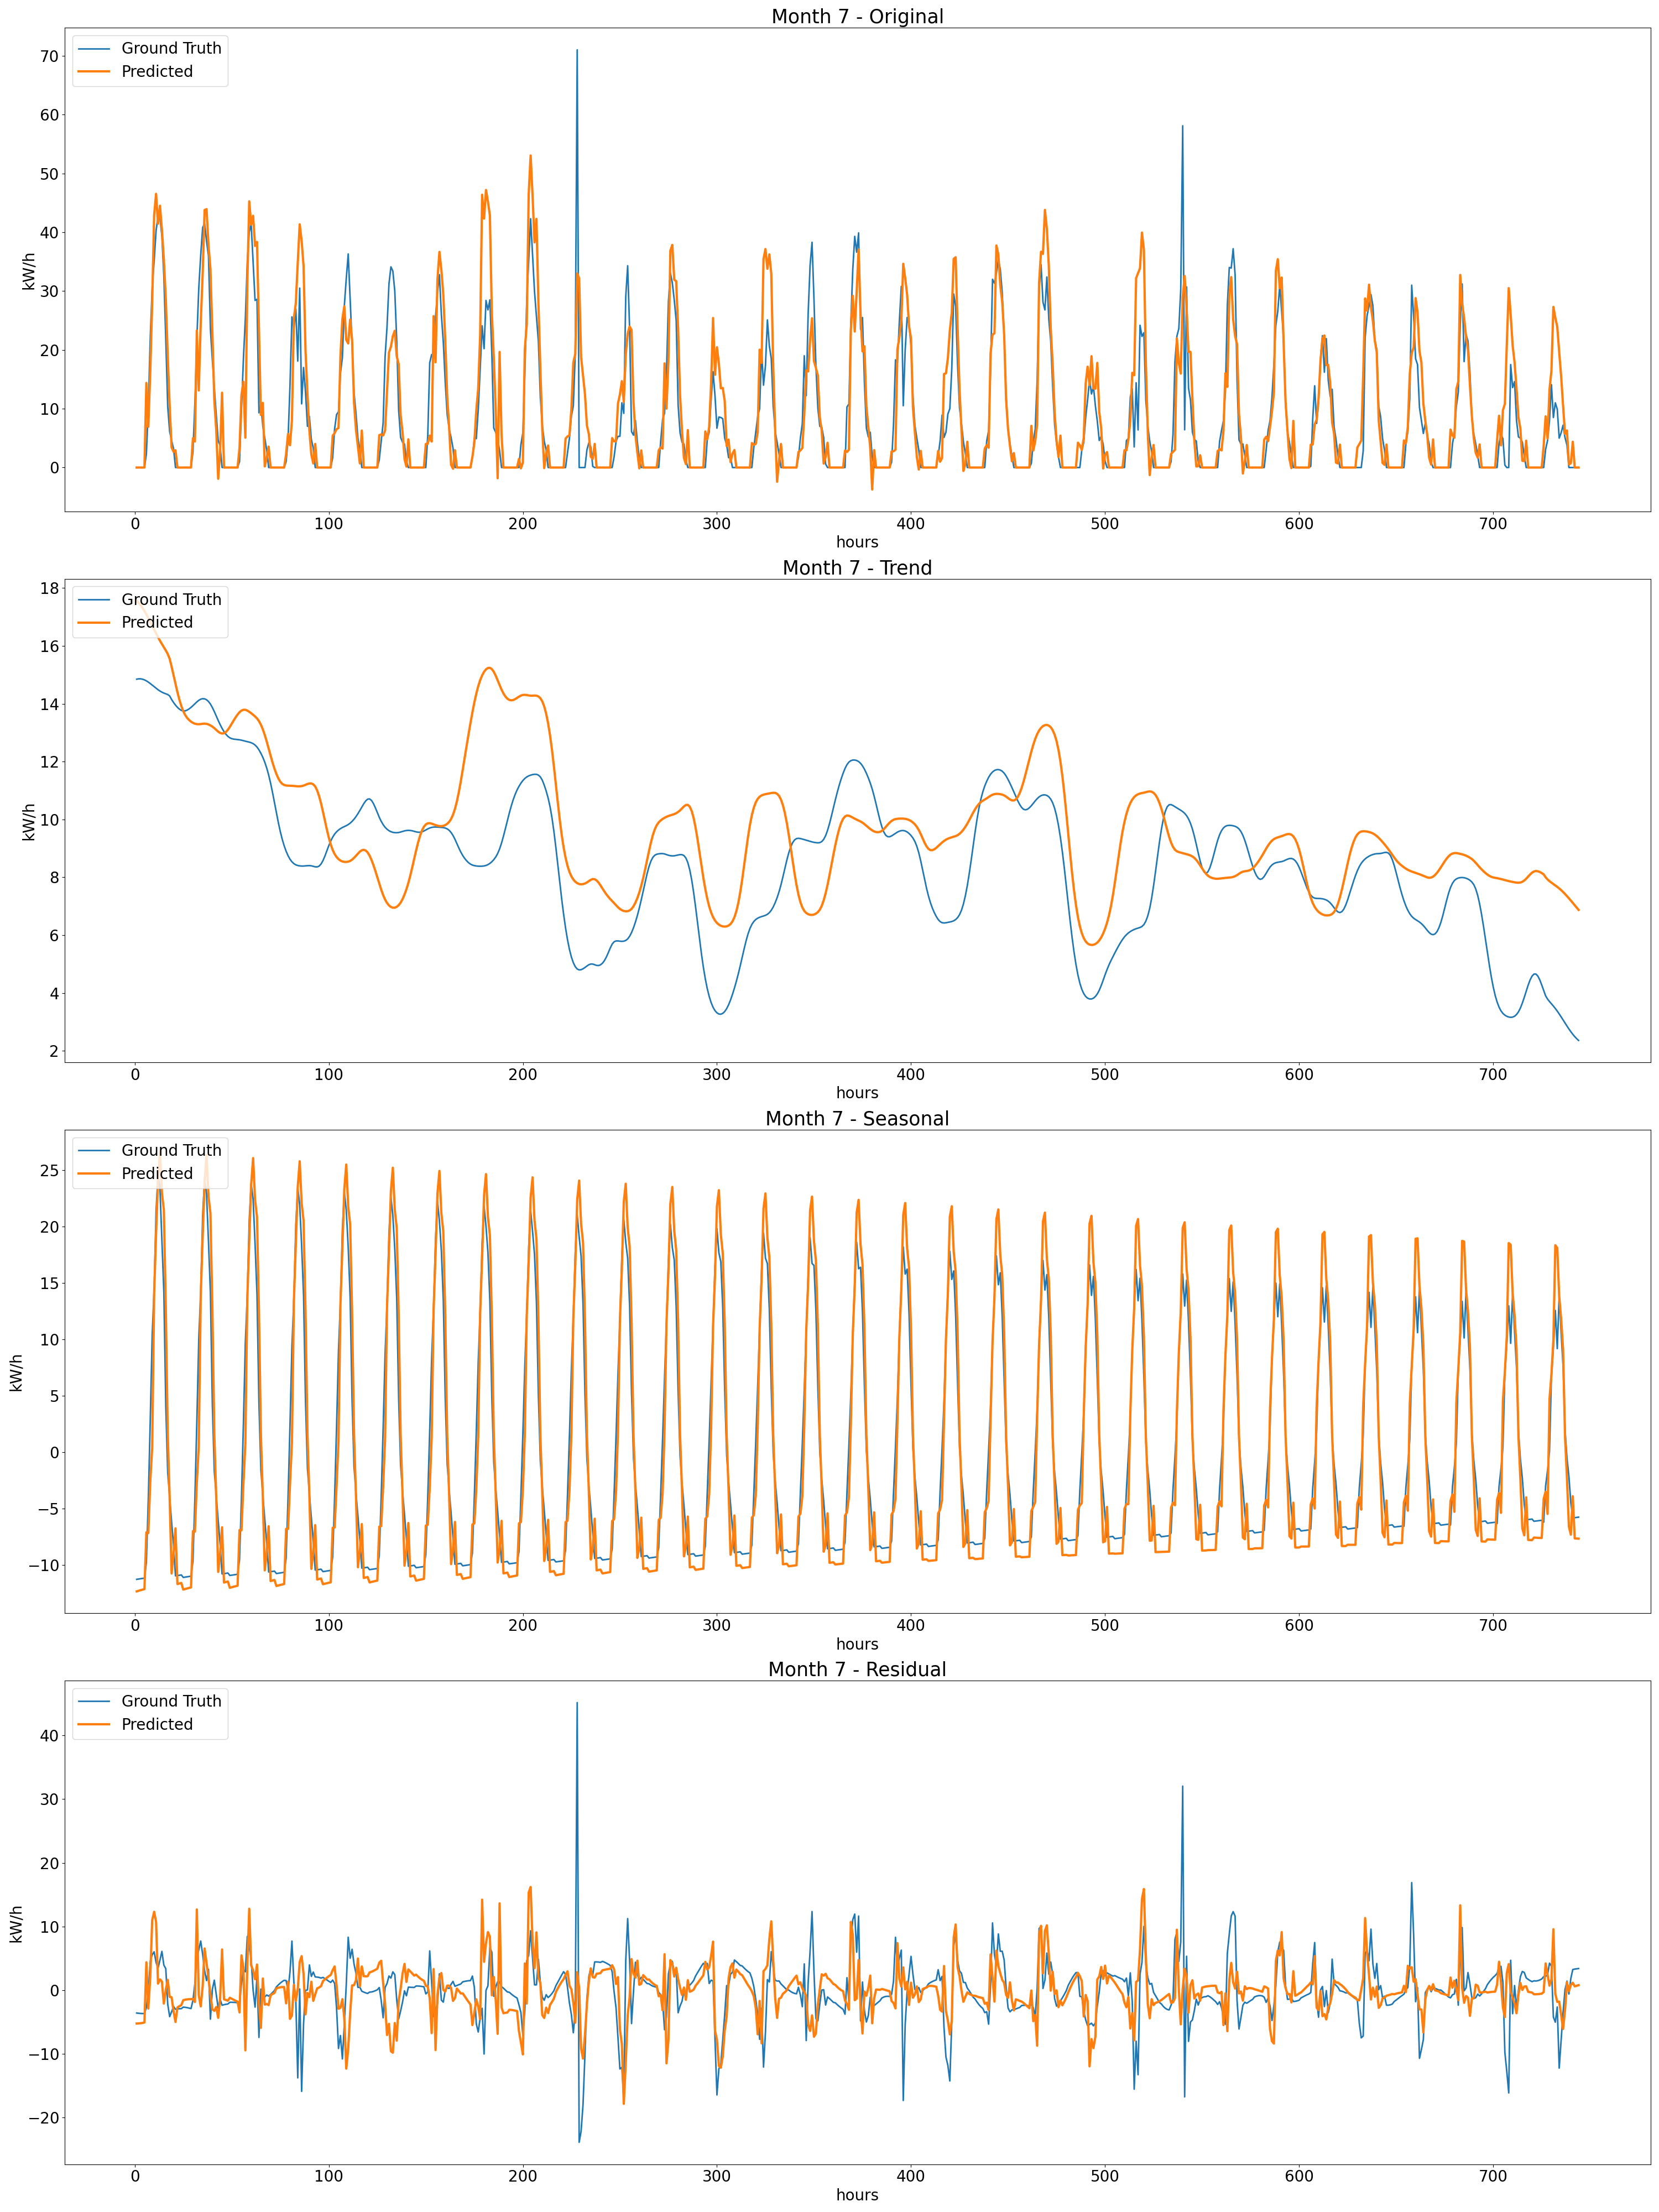 Month 7 - Original
Ground Truth
Predicted
70
60
50
40
30
20
10
0
kW/h
0 100 200 300 400 500 600 700
hours
Month 7 - Trend
Ground Truth
Predicted
18
16
14
12
10
8
6
4
2
kW/h
0 100 200 300 400 500 600 700
hours
Month 7 - Seasonal
Ground Truth
Predicted
25
20
15
10
5
0
−5
−10
kW/h
0 100 200 300 400 500 600 700
hours
Month 7 - Residual
Ground Truth
Predicted
40
30
20
10
0
−10
−20
kW/h
0 100 200 300 400 500 600 700
hours